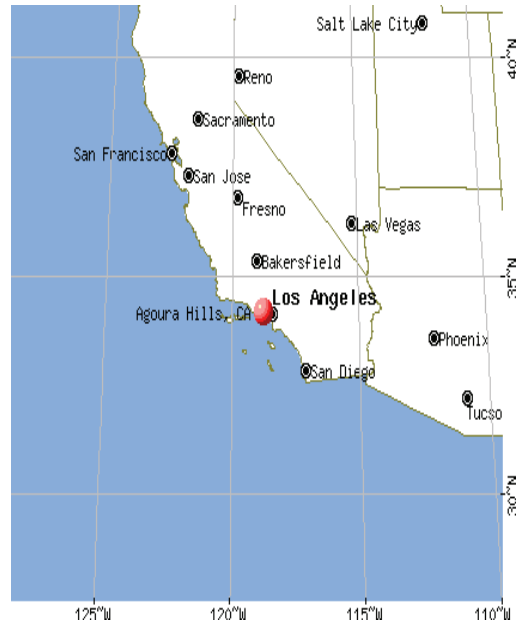 Salt Lake City
40°N
Reno
Sacramento
San Francisco
San Jose
Fresno
Las Vegas
Bakersfield
35°N
Los Angeles
Agoura Hills, CA
Phoenix
San Diego
Tucso
30°N
125°W
120°W
115°W
110°W